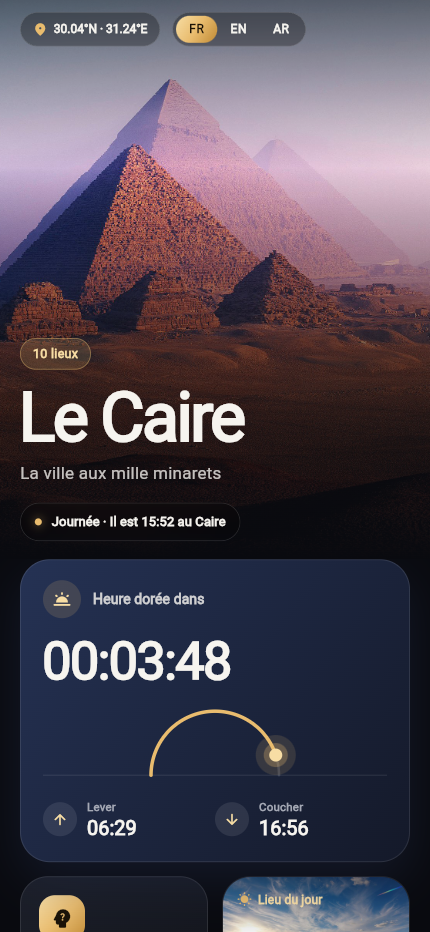 30.04°N · 31.24°E
FR EN AR
10 lieux
Le Caire
La ville aux mille minarets
Journée · Il est 15:52 au Caire
Heure dorée dans
00:03:48
Lever
06:29
Coucher
16:56
Lieu du jour